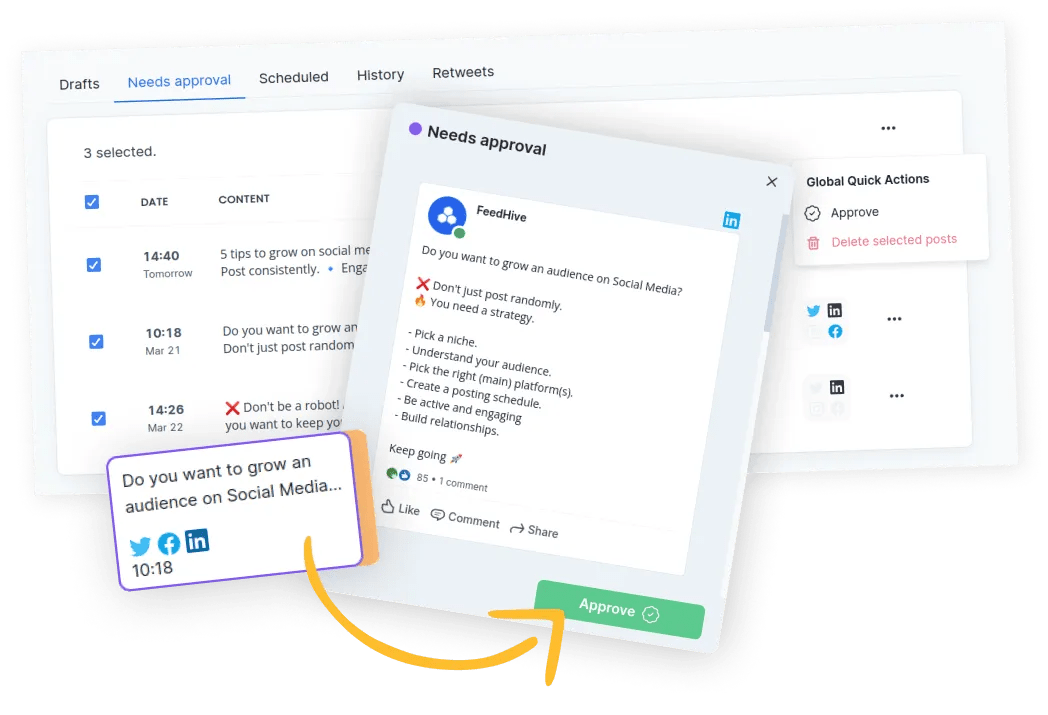 Drafts
Needs approval
Scheduled
History
Retweets
3 selected.
DATE
CONTENT
14:40
Tomorrow
5 tips to grow on social me
Post consistently. 🔹 Enga
10:18
Mar 21
Do you want to grow an
Don't just post random
14:26
Mar 22
❌ Don't be a robot!
you want to keep yo
Needs approval
FeedHive
in
Do you want to grow an audience on Social Media?
❌ Don't just post randomly.
🔥 You need a strategy.
- Pick a niche.
- Understand your audience.
- Pick the right (main) platform(s).
- Create a posting schedule.
- Be active and engaging
- Build relationships.
Keep going 🚀
85 • 1 comment
Like
Comment
Share
Approve
Global Quick Actions
Approve
Delete selected posts
in
in
Do you want to grow an
audience on Social Media...
in
10:18